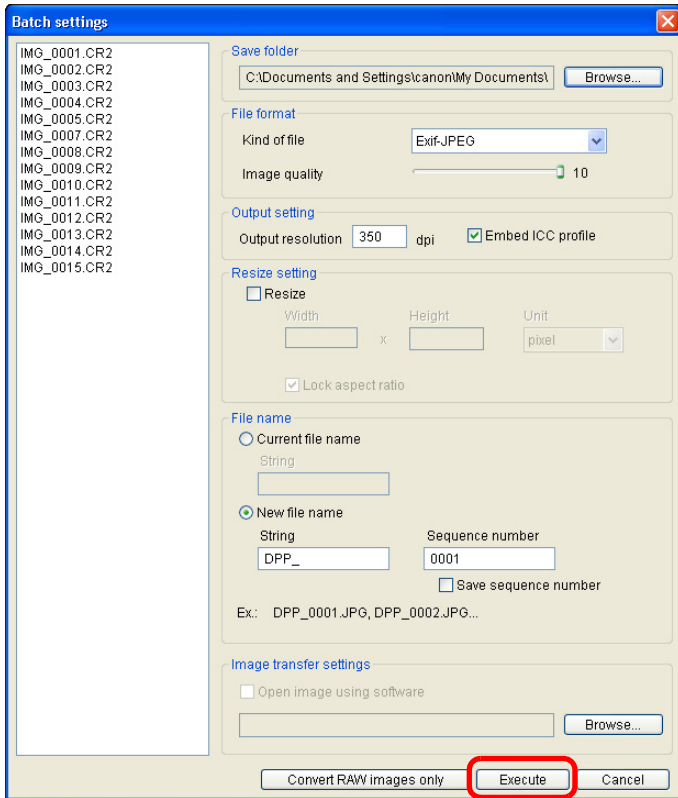 Batch settings
IMG_0001.CR2
IMG_0002.CR2
IMG_0003.CR2
IMG_0004.CR2
IMG_0005.CR2
IMG_0007.CR2
IMG_0008.CR2
IMG_0009.CR2
IMG_0010.CR2
IMG_0011.CR2
IMG_0012.CR2
IMG_0013.CR2
IMG_0014.CR2
IMG_0015.CR2
Save folder
C:\Documents and Settings\canon\My Documents\ Browse...
File format
Kind of file Exif-JPEG
Image quality 10
Output setting
Output resolution 350 dpi Embed ICC profile
Resize setting
Resize
Width Height Unit
x pixel
Lock aspect ratio
File name
Current file name
String
New file name
String Sequence number
DPP_ 0001
Save sequence number
Ex.: DPP_0001.JPG, DPP_0002.JPG...
Image transfer settings
Open image using software
Browse...
Convert RAW images only Execute Cancel